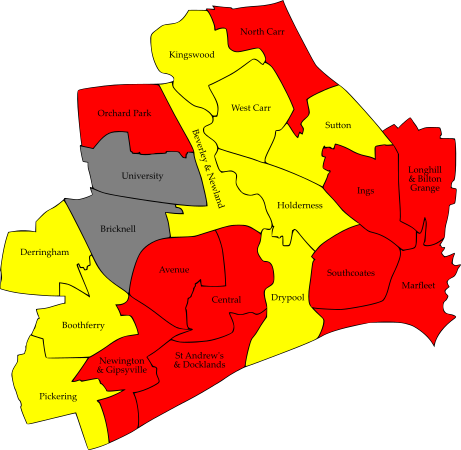 North Carr
Kingswood
West Carr
Orchard Park
Sutton
Beverley & Newland
University
Longhill
& Bilton
Grange
Ings
Holderness
Bricknell
Derringham
Avenue
Southcoates
Marfleet
Central
Drypool
Boothferry
St Andrew's
& Docklands
Newington
& Gipsyville
Pickering